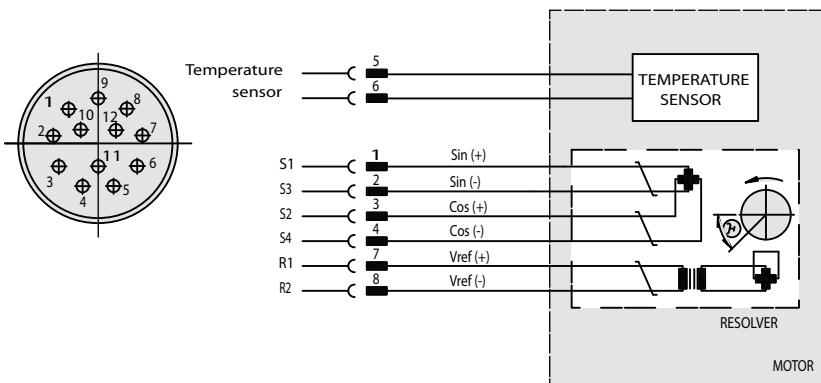 1
9
8
10
12
2
7
11
3
6
4
5
Temperature
sensor
5
6
TEMPERATURE
SENSOR
S1 1 Sin (+)
S3 2 Sin (-)
S2 3 Cos (+)
S4 4 Cos (-)
R1 7 Vref (+)
R2 8 Vref (-)
RESOLVER
MOTOR